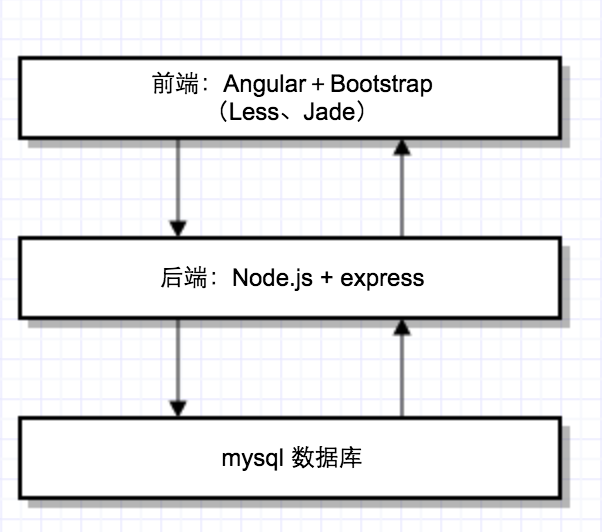 前端：Angular＋Bootstrap
（Less、Jade）
后端：Node.js + express
mysql 数据库